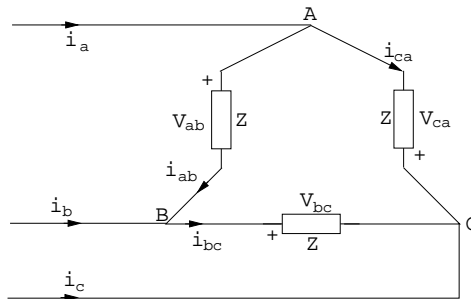 A
i_a
i_ca
+
V_ab
Z
Z
V_ca
+
i_ab
i_b
B
V_bc
C
i_bc
+
Z
i_c